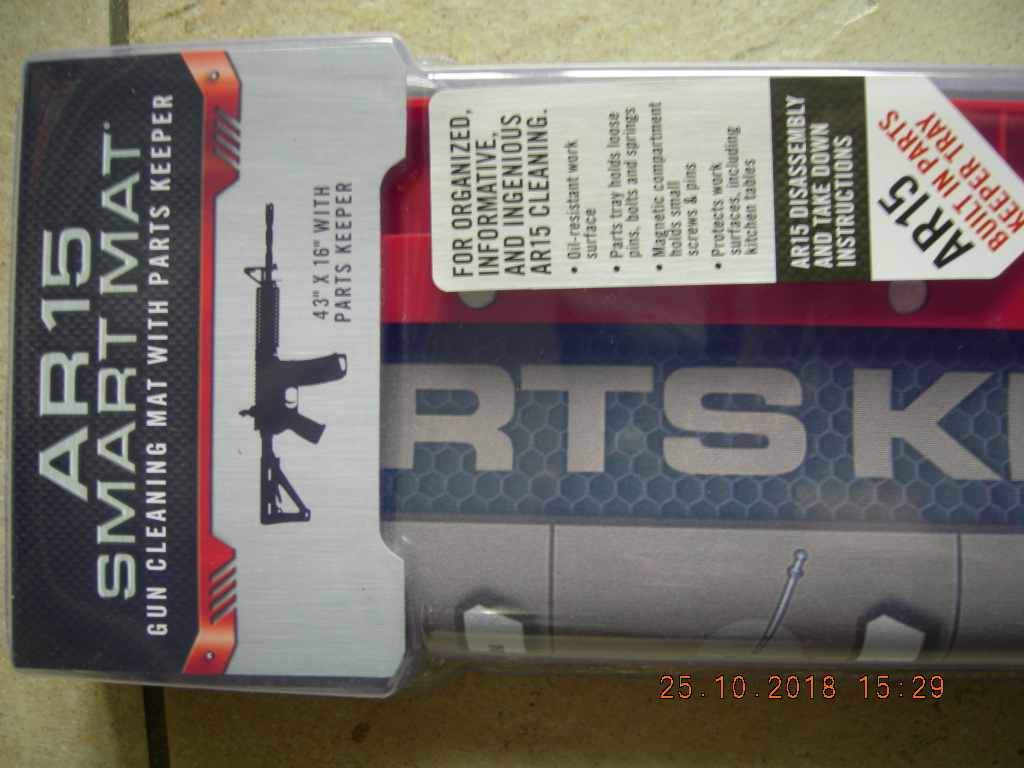 AR15
SMART MAT
GUN CLEANING MAT WITH PARTS KEEPER
43" X 16" WITH
PARTS KEEPER
FOR ORGANIZED,
INFORMATIVE,
AND INGENIOUS
AR15 CLEANING.
• Oil-resistant work
surface
• Parts tray holds loose
pins, bolts and springs
• Magnetic compartment
holds small
screws & pins
• Protects work
surfaces, including
kitchen tables
AR15 DISASSEMBLY
AND TAKE DOWN
INSTRUCTIONS
AR15
BUILT IN PARTS
KEEPER TRAY
RTS K
25.10.2018 15:29